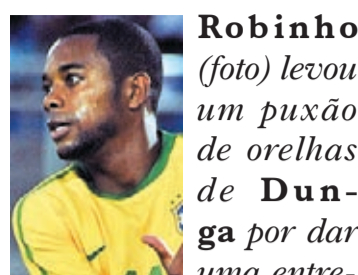 Robinho
(foto) levou
um puxão
de orelhas
de Dun-
ga por dar
uma entre-